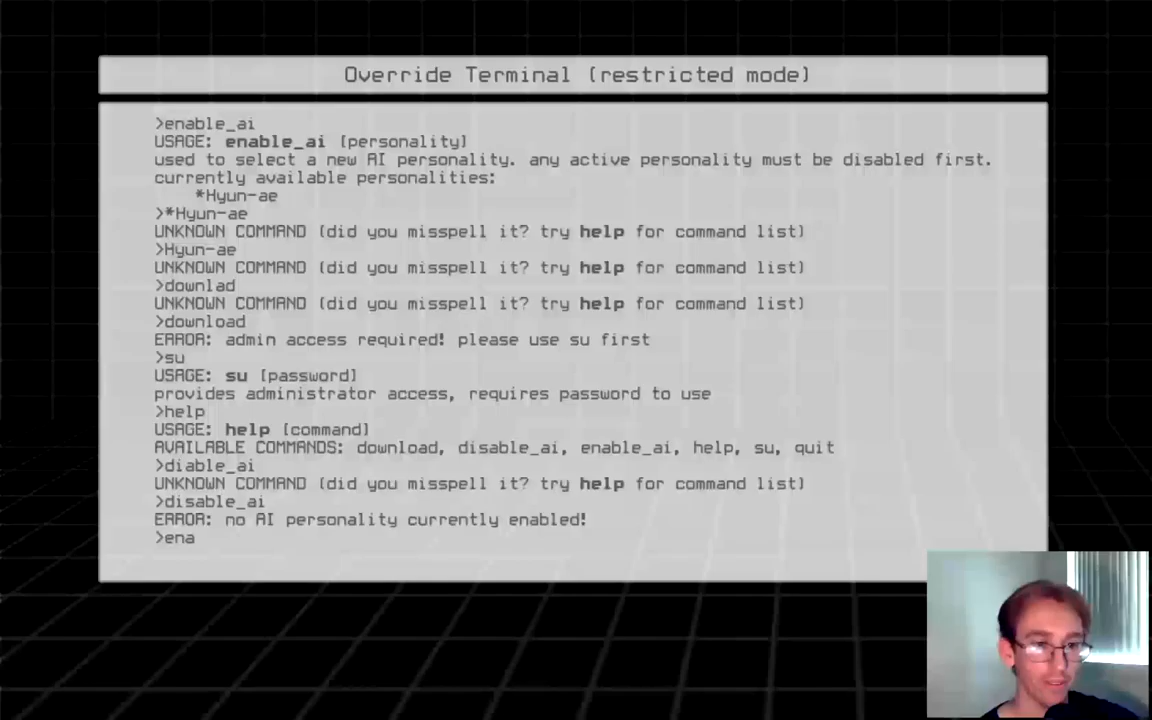 Override Terminal (restricted mode)
>enable_ai
USAGE: enable_ai [personality]
used to select a new AI personality. any active personality must be disabled first.
currently available personalities:
*Hyun-ae
>*Hyun-ae
UNKNOWN COMMAND (did you misspell it? try help for command list)
>Hyun-ae
UNKNOWN COMMAND (did you misspell it? try help for command list)
>downlad
UNKNOWN COMMAND (did you misspell it? try help for command list)
>download
ERROR: admin access required! please use su first
>su
USAGE: su [password]
provides administrator access, requires password to use
>help
USAGE: help [command]
AVAILABLE COMMANDS: download, disable_ai, enable_ai, help, su, quit
>diable_ai
UNKNOWN COMMAND (did you misspell it? try help for command list)
>disable_ai
ERROR: no AI personality currently enabled!
>ena